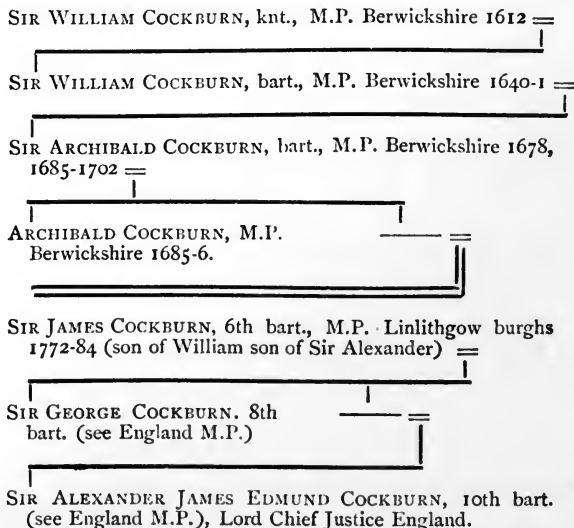 SIR WILLIAM COCKBURN, knt., M.P. Berwickshire 1612 =
SIR WILLIAM COCKBURN, bart., M.P. Berwickshire 1640-1 =
SIR ARCHIBALD COCKBURN, bart., M.P. Berwickshire 1678,
1685-1702 =
ARCHIBALD COCKBURN, M.P. —— =
Berwickshire 1685-6.
SIR JAMES COCKBURN, 6th bart., M.P. Linlithgow burghs
1772-84 (son of William son of Sir Alexander) =
SIR GEORGE COCKBURN. 8th —— =
bart. (see England M.P.)
SIR ALEXANDER JAMES EDMUND COCKBURN, 10th bart.
(see England M.P.), Lord Chief Justice England.